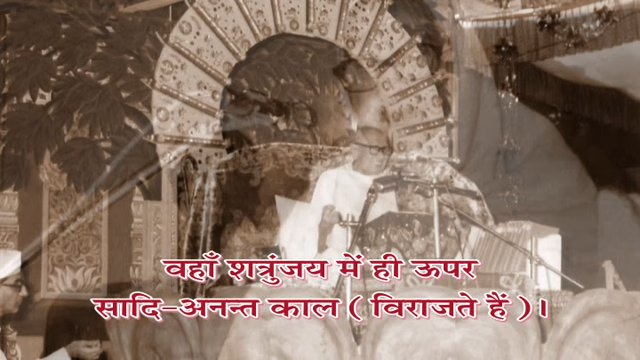 वहाँ शत्रुंजय में ही ऊपर
सादि-अनन्त काल ( विराजते हैं )।